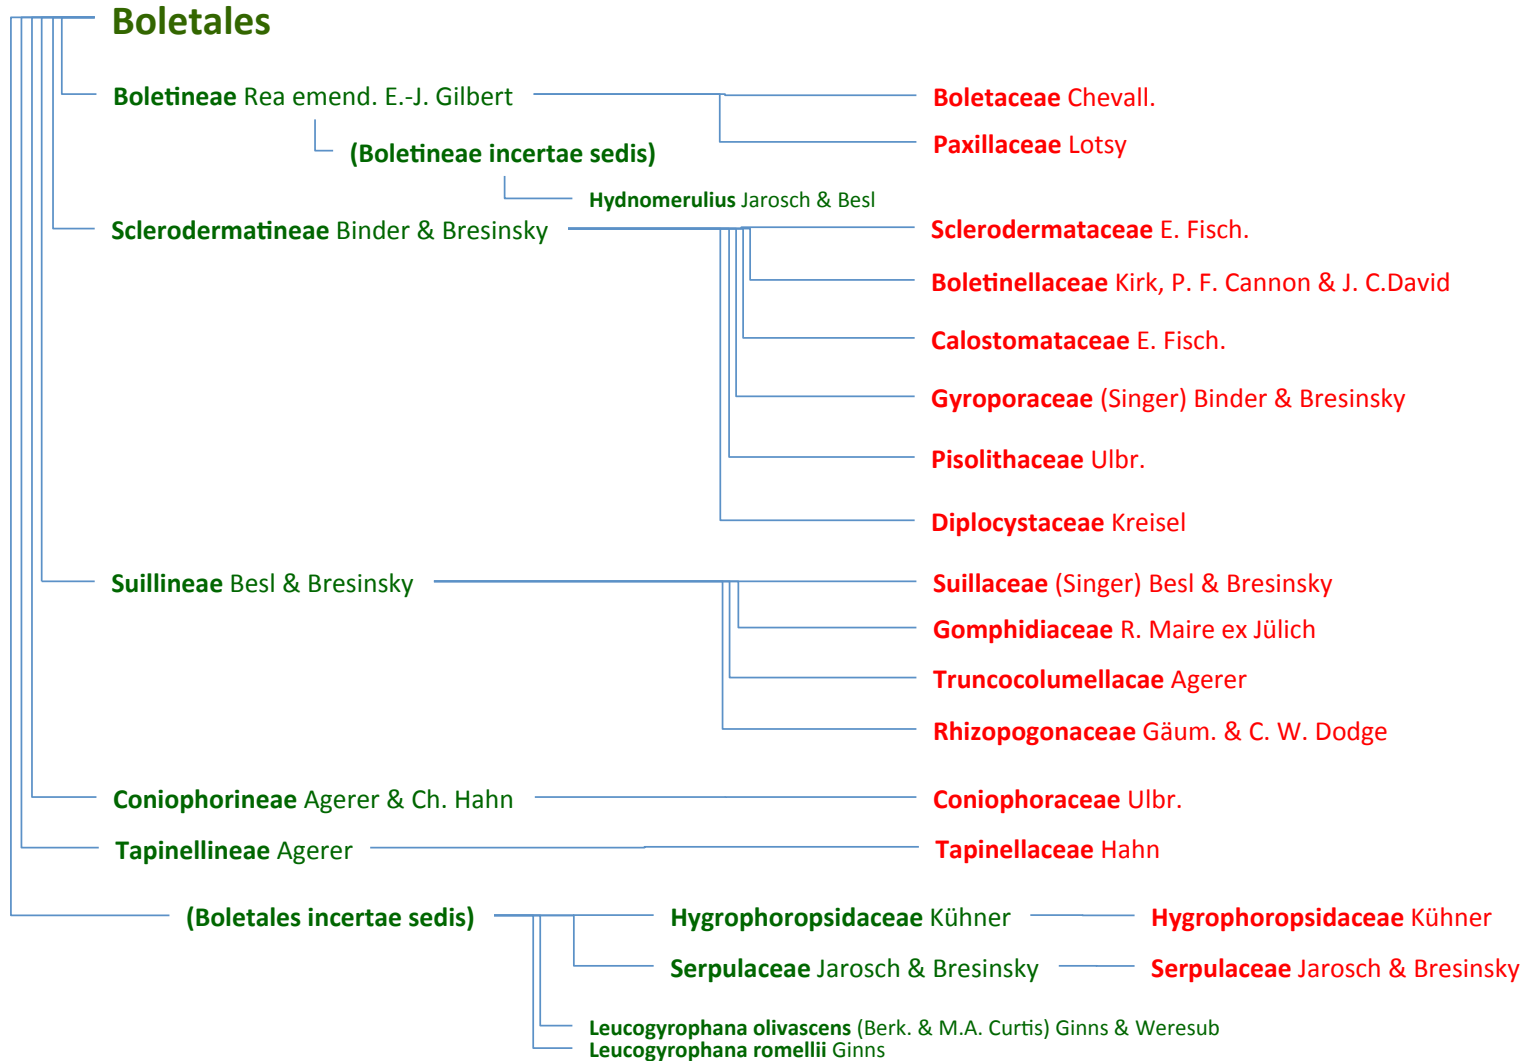 Boletales
Boletineae Rea emend. E.-J. Gilbert
Boletaceae Chevall.
Paxillaceae Lotsy
(Boletineae incertae sedis)
Hydnomerulius Jarosch & Besl
Sclerodermatineae Binder & Bresinsky
Sclerodermataceae E. Fisch.
Boletinellaceae Kirk, P. F. Cannon & J. C.David
Calostomataceae E. Fisch.
Gyroporaceae (Singer) Binder & Bresinsky
Pisolithaceae Ulbr.
Diplocystaceae Kreisel
Suillineae Besl & Bresinsky
Suillaceae (Singer) Besl & Bresinsky
Gomphidiaceae R. Maire ex Jülich
Truncocolumellacae Agerer
Rhizopogonaceae Gäum. & C. W. Dodge
Coniophorineae Agerer & Ch. Hahn
Coniophoraceae Ulbr.
Tapinellineae Agerer
Tapinellaceae Hahn
(Boletales incertae sedis)
Hygrophoropsidaceae Kühner
Hygrophoropsidaceae Kühner
Serpulaceae Jarosch & Bresinsky
Serpulaceae Jarosch & Bresinsky
Leucogyrophana olivascens (Berk. & M.A. Curtis) Ginns & Weresub
Leucogyrophana romellii Ginns